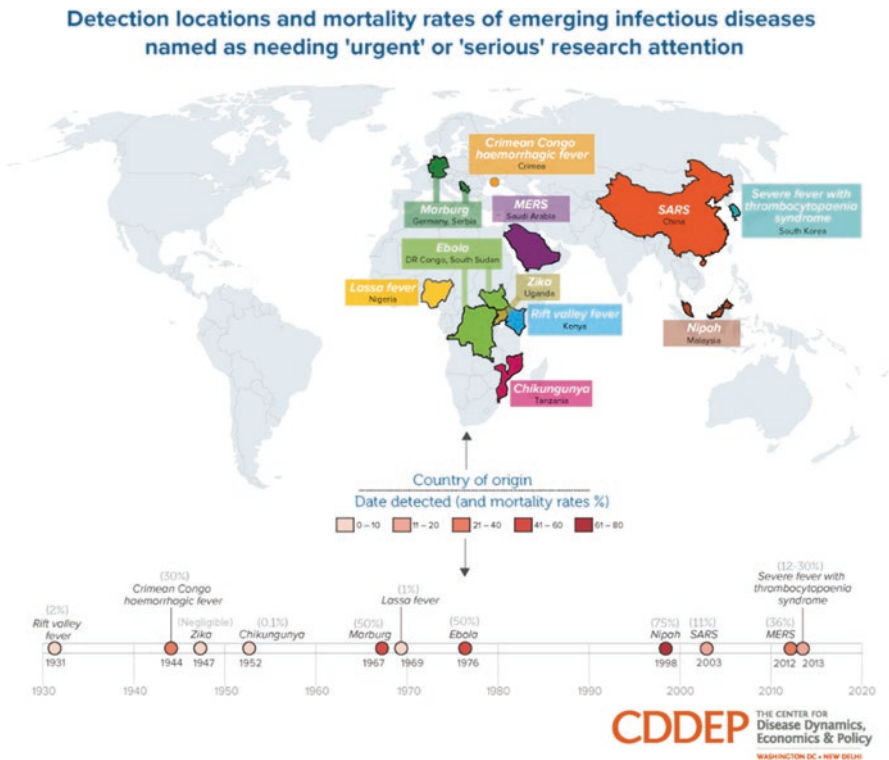 Detection locations and mortality rates of emerging infectious diseases
named as needing 'urgent' or 'serious' research attention
Crimean Congo
haemorrhagic fever
Crimea
Marburg
Germany, Serbia
MERS
Saudi Arabia
SARS
China
Severe fever with
thrombocytopaenia
syndrome
South Korea
Ebola
DR Congo, South Sudan
Lassa fever
Nigeria
Zika
Uganda
Rift valley fever
Kenya
Nipah
Malaysia
Chikungunya
Tanzania
Country of origin
Date detected (and mortality rates %)
0 – 10
11 – 20
21 – 40
41 – 60
61 – 80
(2%)
Rift valley
fever
1931
(30%)
Crimean Congo
haemorrhagic fever
1944
(Negligible)
Zika
1947
(0.1%)
Chikungunya
1952
(50%)
Marburg
1967
(1%)
Lassa fever
1969
(50%)
Ebola
1976
(75%)
Nipah
1998
(11%)
SARS
2003
(36%)
MERS
2012
(12-30%)
Severe fever with
thrombocytopaenia
syndrome
2013
1930 1940 1950 1960 1970 1980 1990 2000 2010 2020
CDDEP
THE CENTER FOR
Disease Dynamics,
Economics & Policy
WASHINGTON DC • NEW DELHI